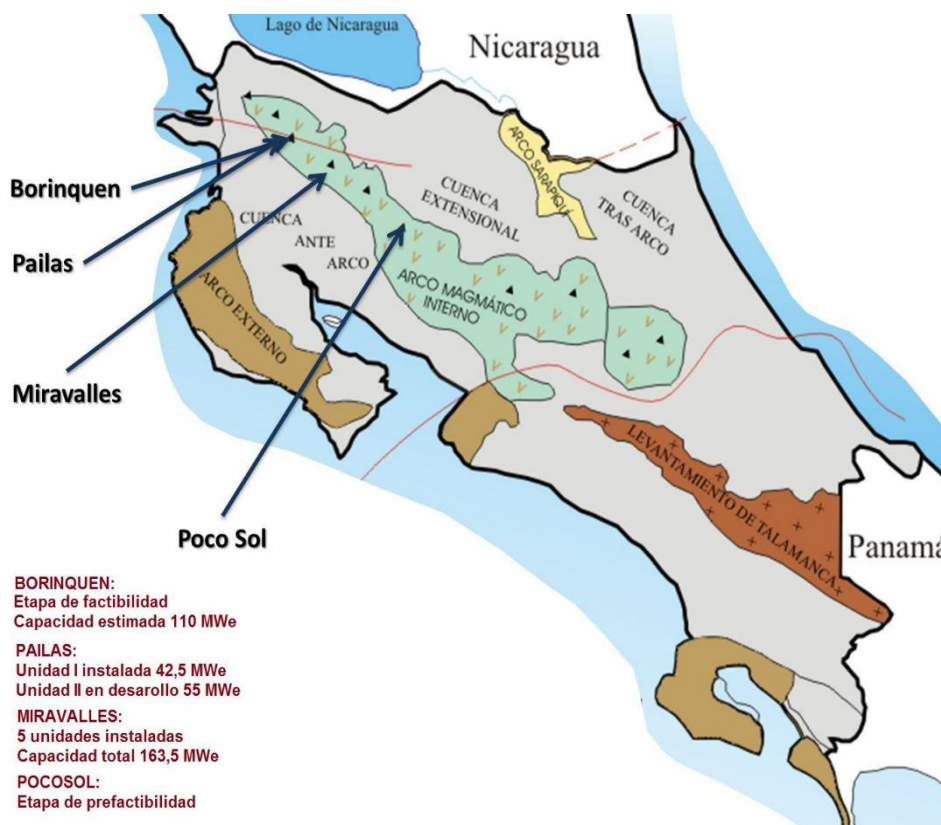 Lago de Nicaragua
Nicaragua
ARCO SARAPIQUÍ
Borinquen
CUENCA
EXTENSIONAL
CUENCA
TRAS ARCO
CUENCA
ANTE
ARCO
Pailas
ARCO EXTERNO
ARCO MAGMÁTICO
INTERNO
Miravalles
LEVANTAMIENTO DE TALAMANCA
Poco Sol
Panamá
BORINQUEN:
Etapa de factibilidad
Capacidad estimada 110 MWe
PAILAS:
Unidad I instalada 42,5 MWe
Unidad II en desarollo 55 MWe
MIRAVALLES:
5 unidades instaladas
Capacidad total 163,5 MWe
POCOSOL:
Etapa de prefactibilidad